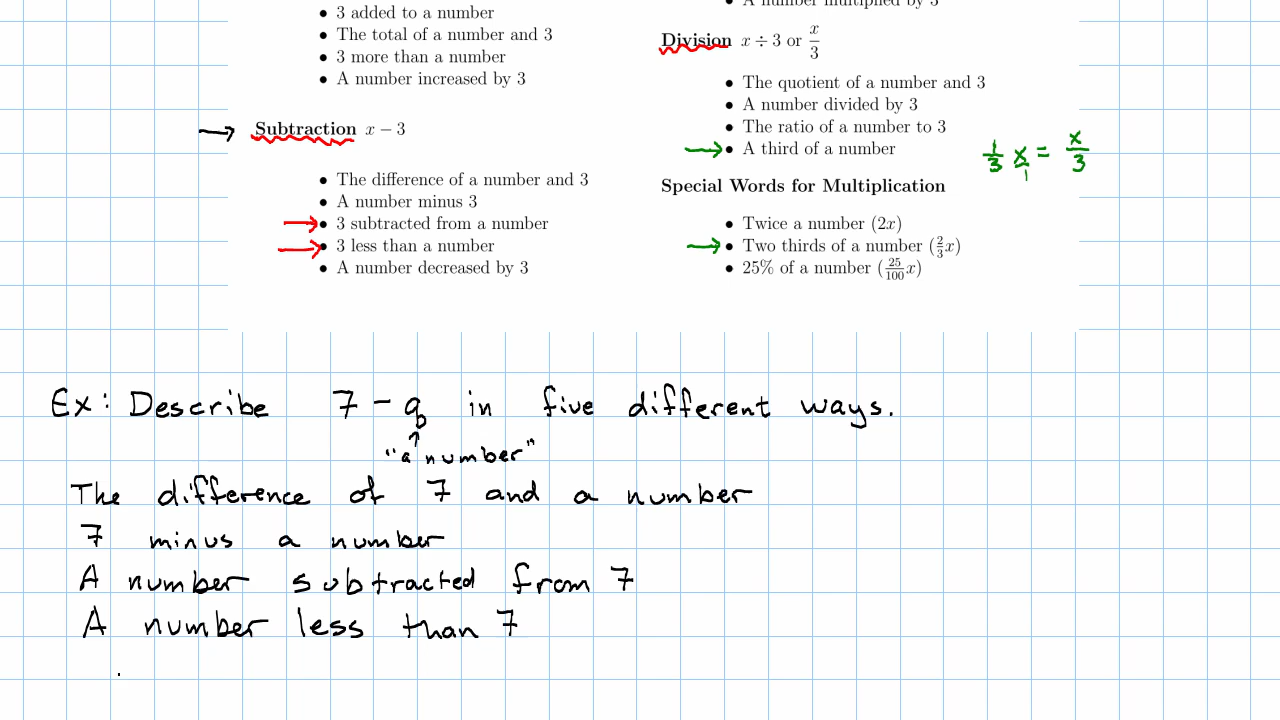 • 3 added to a number
• The total of a number and 3
• 3 more than a number
• A number increased by 3
→ Subtraction x − 3
• The difference of a number and 3
• A number minus 3
→ • 3 subtracted from a number
→ • 3 less than a number
• A number decreased by 3
• A number multiplied by 3
Division x ÷ 3 or x/3
• The quotient of a number and 3
• A number divided by 3
• The ratio of a number to 3
→ • A third of a number
1/3 x/1 = x/3
Special Words for Multiplication
• Twice a number (2x)
→ • Two thirds of a number (2/3 x)
• 25% of a number (25/100 x)
Ex: Describe 7 − q in five different ways.
↑
"a number"
The difference of 7 and a number
7 minus a number
A number subtracted from 7
A number less than 7